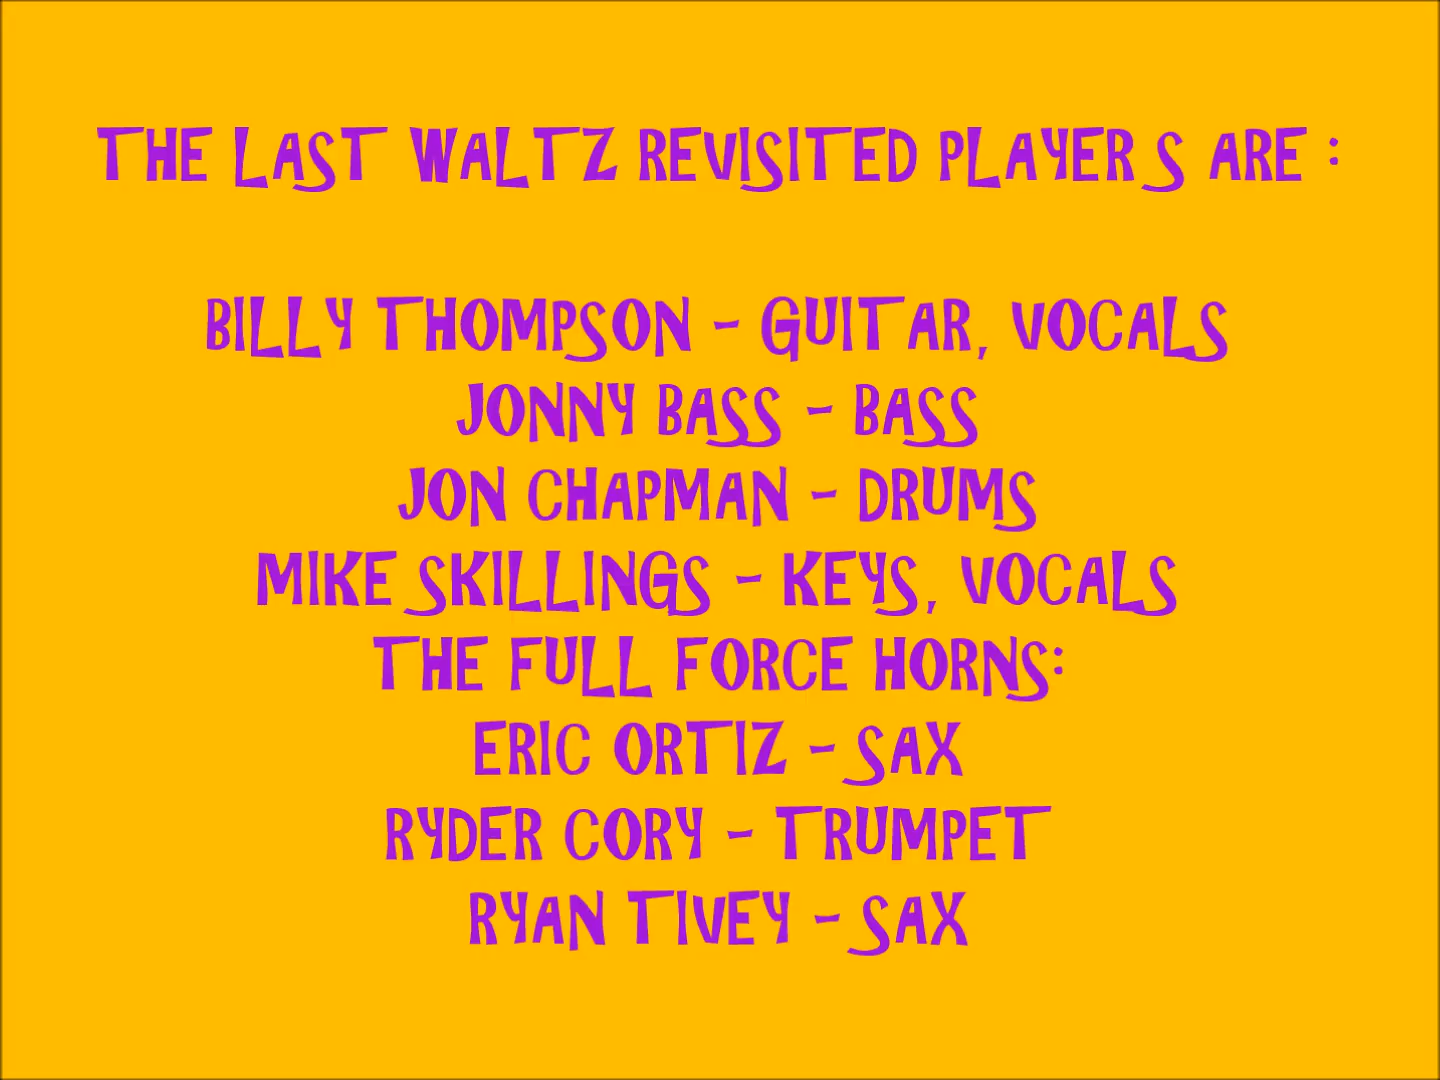 THE LAST WALTZ REVISITED PLAYERS ARE :
BILLY THOMPSON - GUITAR, VOCALS
JONNY BASS - BASS
JON CHAPMAN - DRUMS
MIKE SKILLINGS - KEYS, VOCALS
THE FULL FORCE HORNS:
ERIC ORTIZ - SAX
RYDER CORY - TRUMPET
RYAN TIVEY - SAX